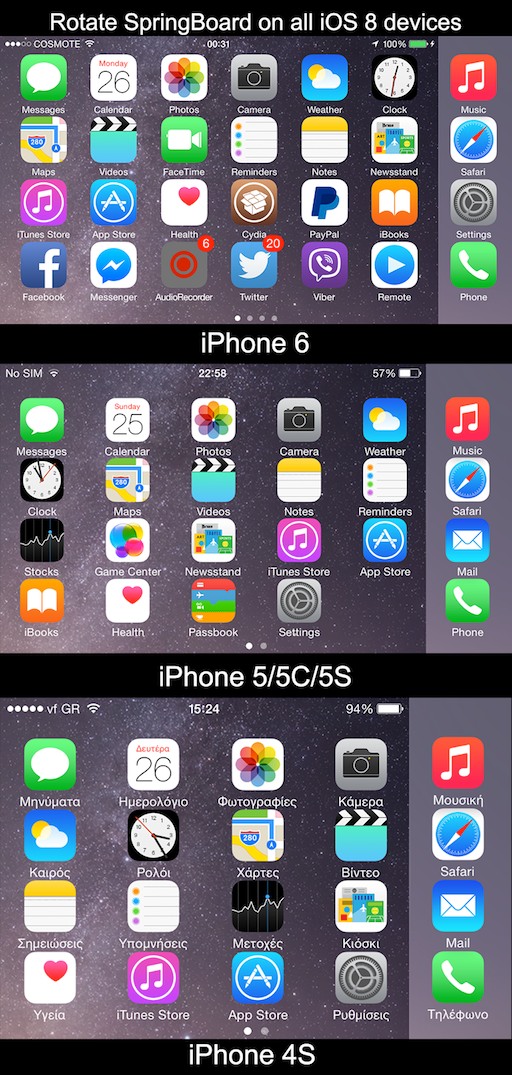 Rotate SpringBoard on all iOS 8 devices
COSMOTE 00:31 100%
Monday
26
Messages Calendar Photos Camera Weather Clock Music
280
Maps Videos FaceTime Reminders Notes Newsstand Safari
iTunes Store App Store Health Cydia PayPal iBooks Settings
6 20
Facebook Messenger AudioRecorder Twitter Viber Remote Phone
iPhone 6
No SIM 22:58 57%
Sunday
25
Messages Calendar Photos Camera Weather Music
280
Clock Maps Videos Notes Reminders Safari
Stocks Game Center Newsstand iTunes Store App Store Mail
iBooks Health Passbook Settings Phone
iPhone 5/5C/5S
vf GR 15:24 94%
Δευτέρα
26
Μηνύματα Ημερολόγιο Φωτογραφίες Κάμερα Μουσική
280
Καιρός Ρολόι Χάρτες Βίντεο Safari
Σημειώσεις Υπομνήσεις Μετοχές Κιόσκι Mail
Υγεία iTunes Store App Store Ρυθμίσεις Τηλέφωνο
iPhone 4S